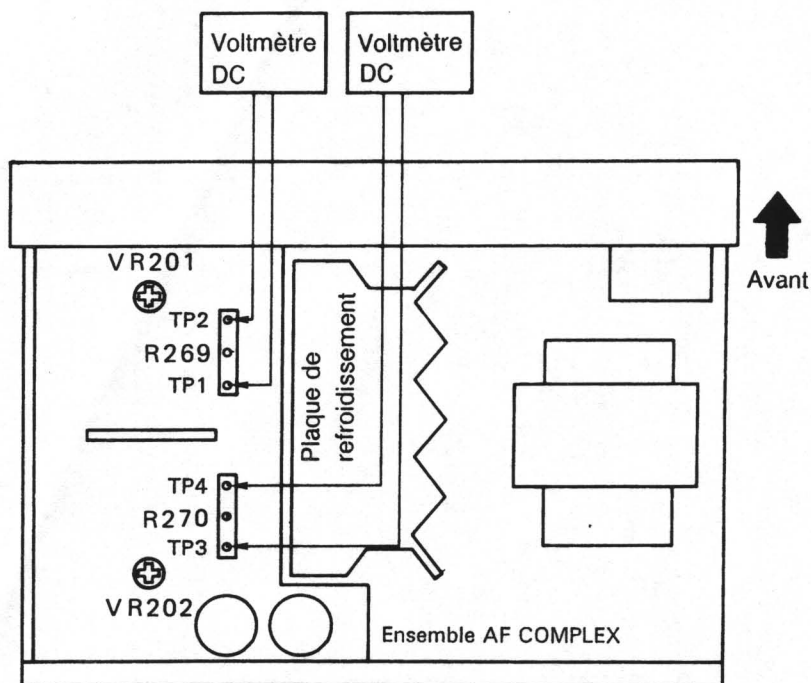 Voltmètre
DC
Voltmètre
DC
Avant
VR201
TP2
R269
TP1
Plaque de
refroidissement
TP4
R270
TP3
VR202
Ensemble AF COMPLEX